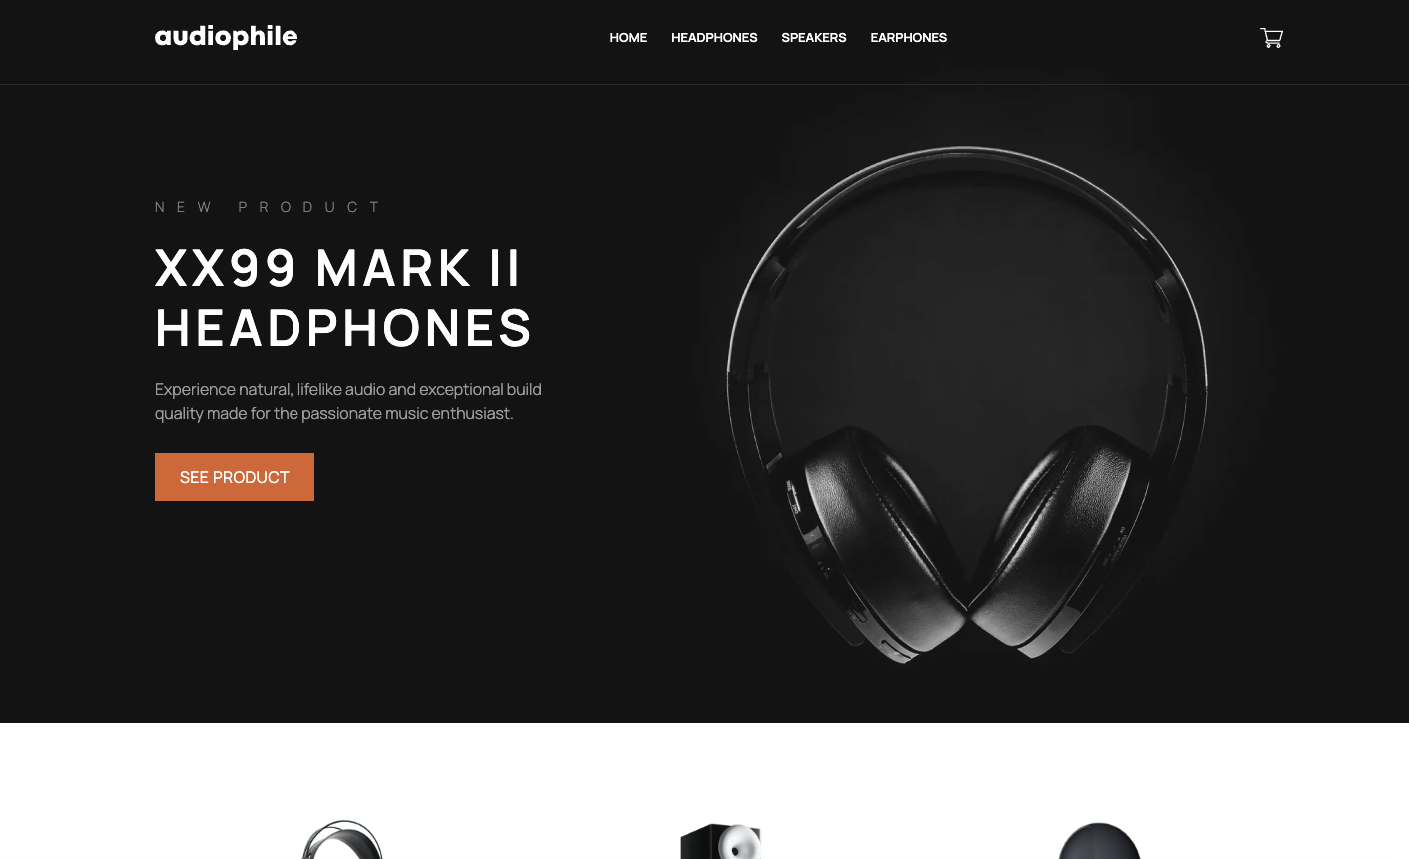 audiophile
HOME HEADPHONES SPEAKERS EARPHONES
NEW PRODUCT
XX99 MARK II
HEADPHONES
Experience natural, lifelike audio and exceptional build
quality made for the passionate music enthusiast.
SEE PRODUCT